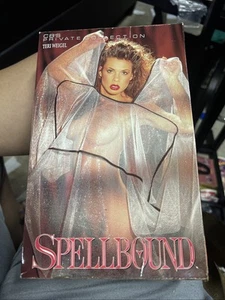 PRIVATE COLLECTION
TERI WEIGEL
SPELLBOUND